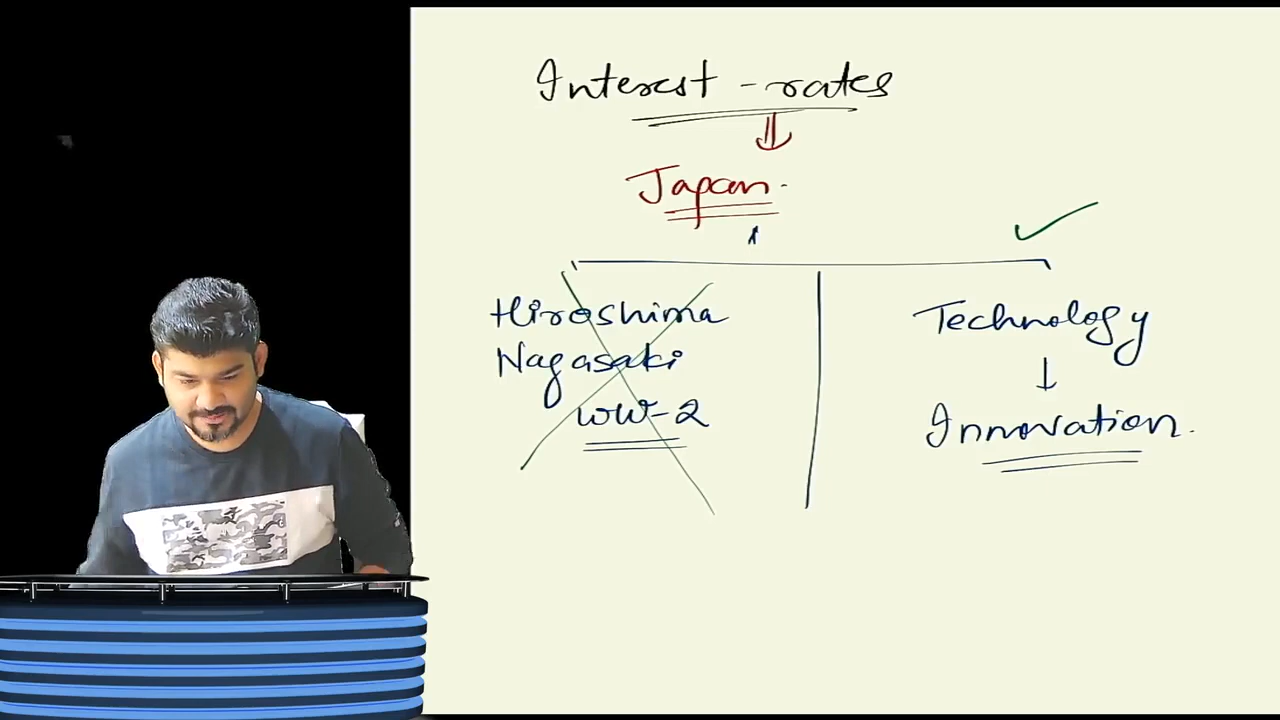 Interest-rates
Japan.
Hiroshima
Nagasaki
WW-2
Technology
Innovation.